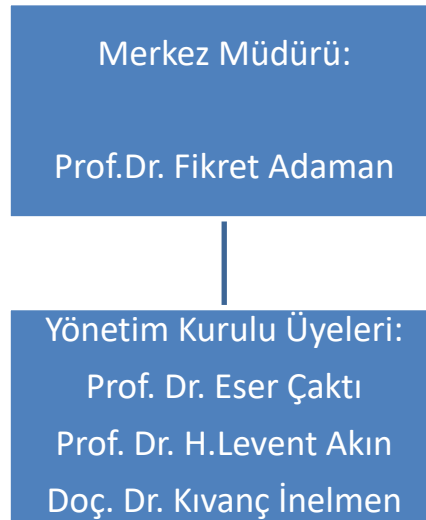 Merkez Müdürü:
Prof.Dr. Fikret Adaman
Yönetim Kurulu Üyeleri:
Prof. Dr. Eser Çaktı
Prof. Dr. H.Levent Akın
Doç. Dr. Kıvanç İnelmen